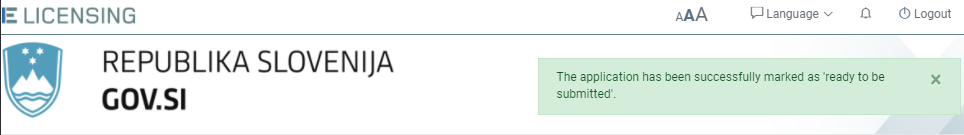 E LICENSING
AAA
Language
Logout
REPUBLIKA SLOVENIJA
GOV.SI
The application has been successfully marked as 'ready to be
submitted'.